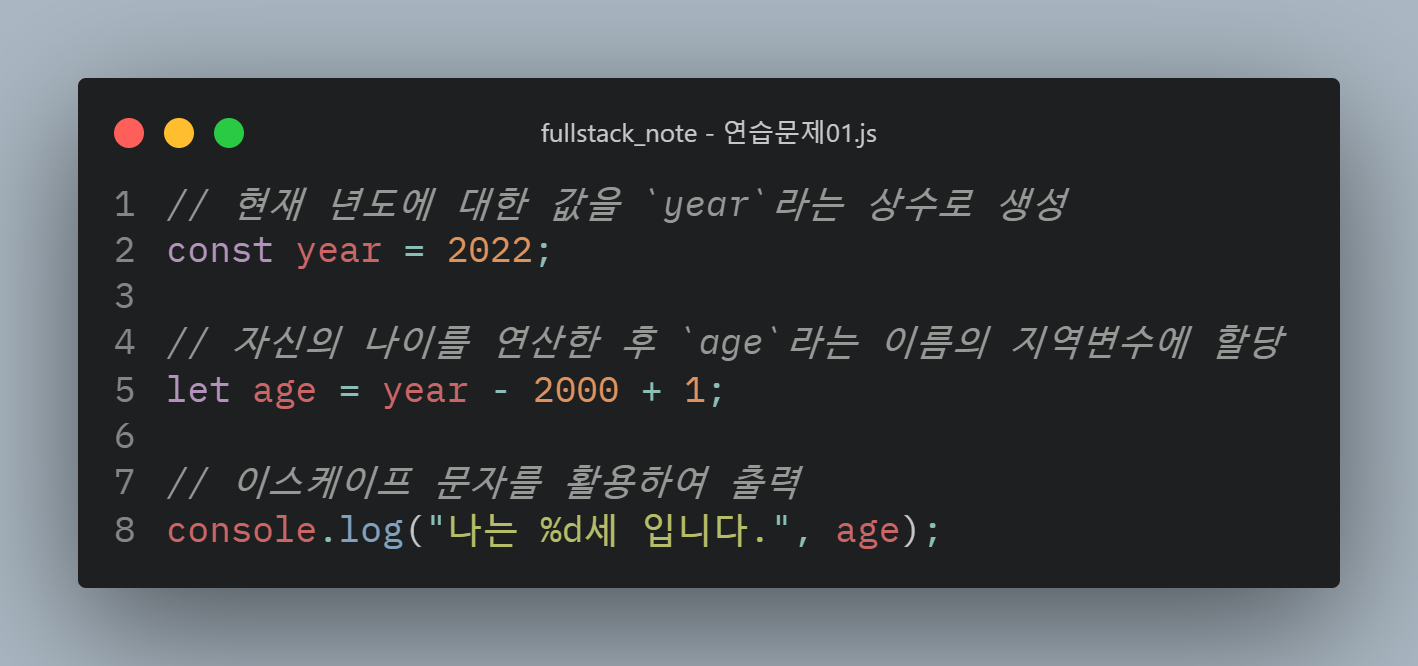 fullstack_note - 연습문제01.js
1 // 현재 년도에 대한 값을 `year`라는 상수로 생성
2 const year = 2022;
3
4 // 자신의 나이를 연산한 후 `age`라는 이름의 지역변수에 할당
5 let age = year - 2000 + 1;
6
7 // 이스케이프 문자를 활용하여 출력
8 console.log("나는 %d세 입니다.", age);